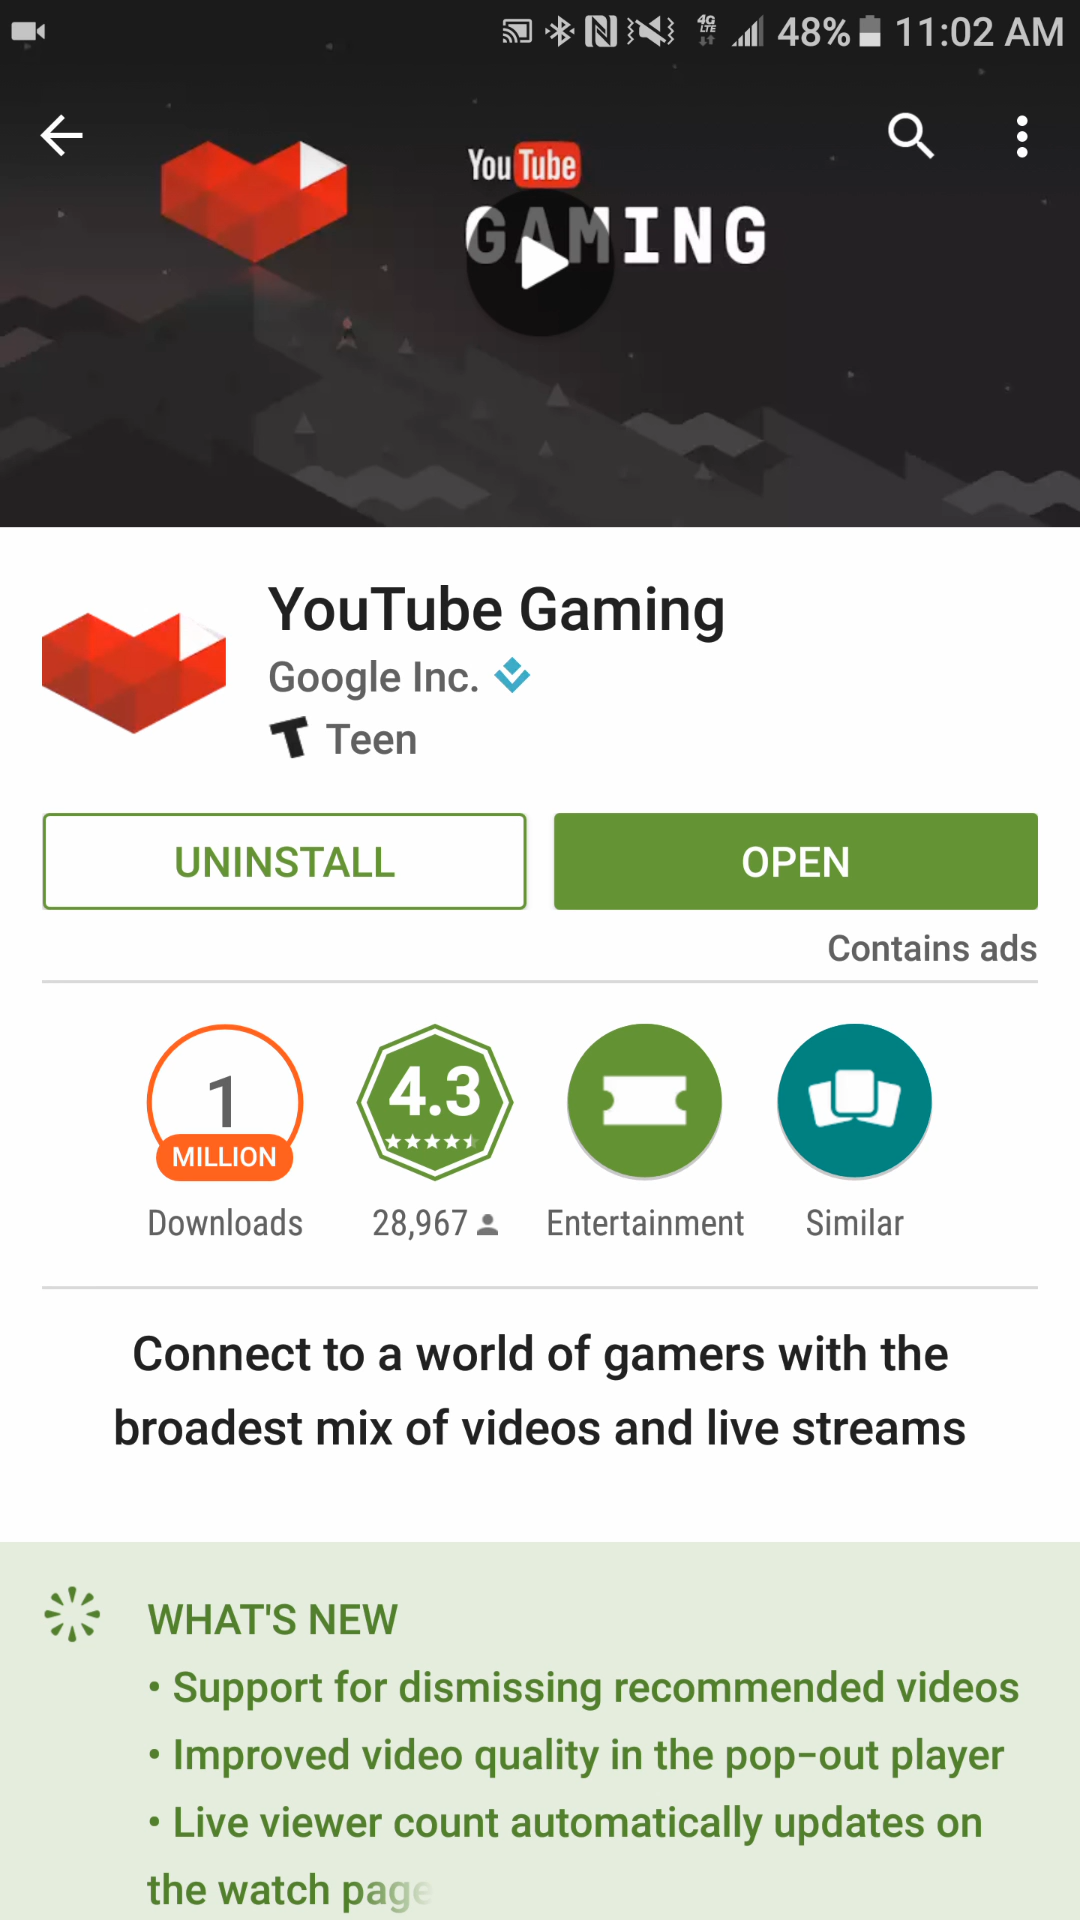 4G LTE 48% 11:02 AM
YouTube
GAMING
YouTube Gaming
Google Inc.
T Teen
UNINSTALL
OPEN
Contains ads
1
MILLION
4.3
Downloads
28,967
Entertainment
Similar
Connect to a world of gamers with the
broadest mix of videos and live streams
WHAT'S NEW
• Support for dismissing recommended videos
• Improved video quality in the pop-out player
• Live viewer count automatically updates on
the watch page